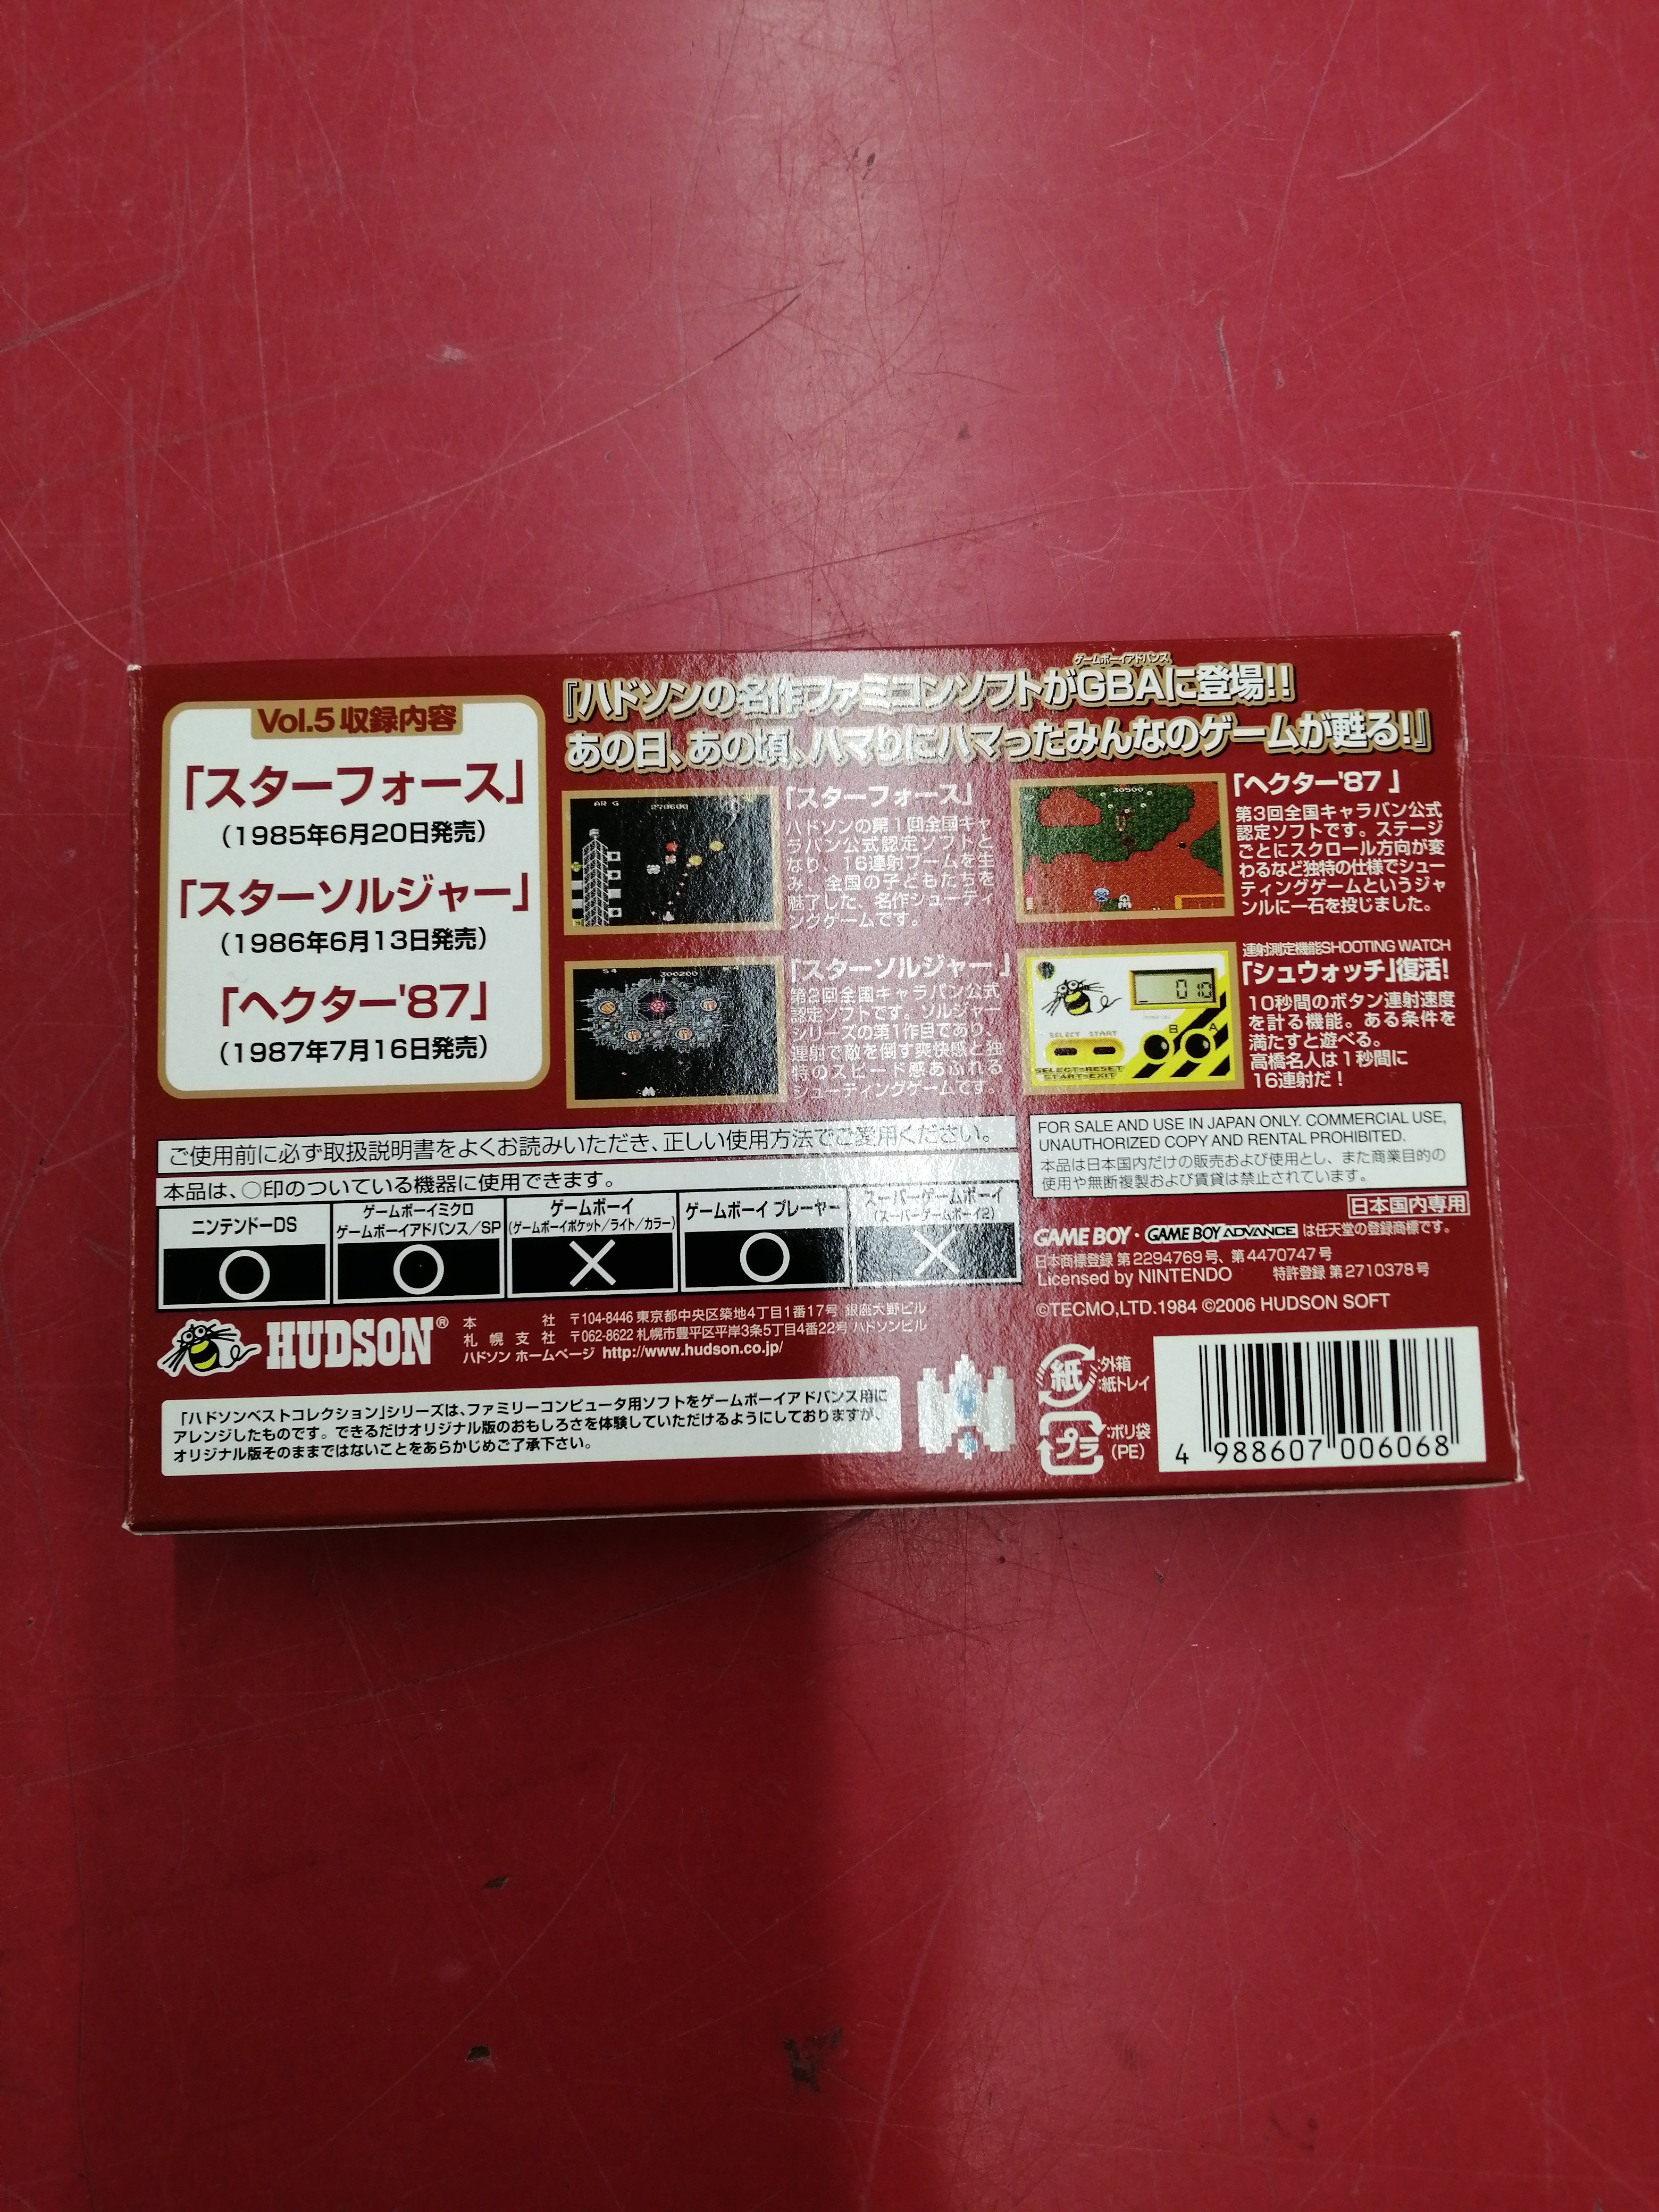 Vol.5 収録内容
「スターフォース」
(1985年6月20日発売)
「スターソルジャー」
(1986年6月13日発売)
「ヘクター'87」
(1987年7月16日発売)
ゲームボーイアドバンス
『ハドソンの名作ファミコンソフトがGBAに登場!!
あの日、あの頃、ハマりにハマったみんなのゲームが甦る!』
AR G 270600
「スターフォース」
ハドソンの第1回全国キャ
ラバン公式認定ソフトと
なり、16連射ブームを生
み、全国の子どもたちを
魅了した、名作シューティ
ングゲームです。
30500
「ヘクター'87」
第3回全国キャラバン公式
認定ソフトです。ステージ
ごとにスクロール方向が変
わるなど独特の仕様でシュー
ティングゲームというジャ
ンルに一石を投じました。
54 300200
「スターソルジャー」
第2回全国キャラバン公式
認定ソフトです。ソルジャー
シリーズの第1作目であり、
連射で敵を倒す爽快感と独
特のスピード感あふれる
シューティングゲームです。
010
B A
SELECT START
SELECT=RESET
START=EXIT
連射測定機能SHOOTING WATCH
「シュウォッチ」復活!
10秒間のボタン連射速度
を計る機能。ある条件を
満たすと遊べる。
高橋名人は1秒間に
16連射だ！
ご使用前に必ず取扱説明書をよくお読みいただき、正しい使用方法でご愛用ください。
本品は、○印のついている機器に使用できます。
ニンテンドーDS
○
ゲームボーイミクロ
ゲームボーイアドバンス／SP
○
ゲームボーイ
(ゲームボーイポケット／ライト／カラー)
×
ゲームボーイ プレーヤー
○
スーパーゲームボーイ
(スーパーゲームボーイ2)
×
FOR SALE AND USE IN JAPAN ONLY. COMMERCIAL USE,
UNAUTHORIZED COPY AND RENTAL PROHIBITED.
本品は日本国内だけの販売および使用とし、また商業目的の
使用や無断複製および賃貸は禁止されています。
日本国内専用
GAME BOY・GAME BOY ADVANCE は任天堂の登録商標です。
日本商標登録 第2294769号、第4470747号
Licensed by NINTENDO 特許登録 第2710378号
©TECMO,LTD.1984 ©2006 HUDSON SOFT
HUDSON®
本 社 〒104-8446 東京都中央区築地4丁目1番17号 銀座大野ビル
札幌支社 〒062-8622 札幌市豊平区平岸3条5丁目4番22号 ハドソンビル
ハドソン ホームページ http://www.hudson.co.jp/
「ハドソンベストコレクション」シリーズは、ファミリーコンピュータ用ソフトをゲームボーイアドバンス用に
アレンジしたものです。できるだけオリジナル版のおもしろさを体験していただけるようにしておりますが、
オリジナル版そのままではないことをあらかじめご了承下さい。
紙
:外箱
:紙トレイ
プラ
:ポリ袋
(PE)
4 988607 006068